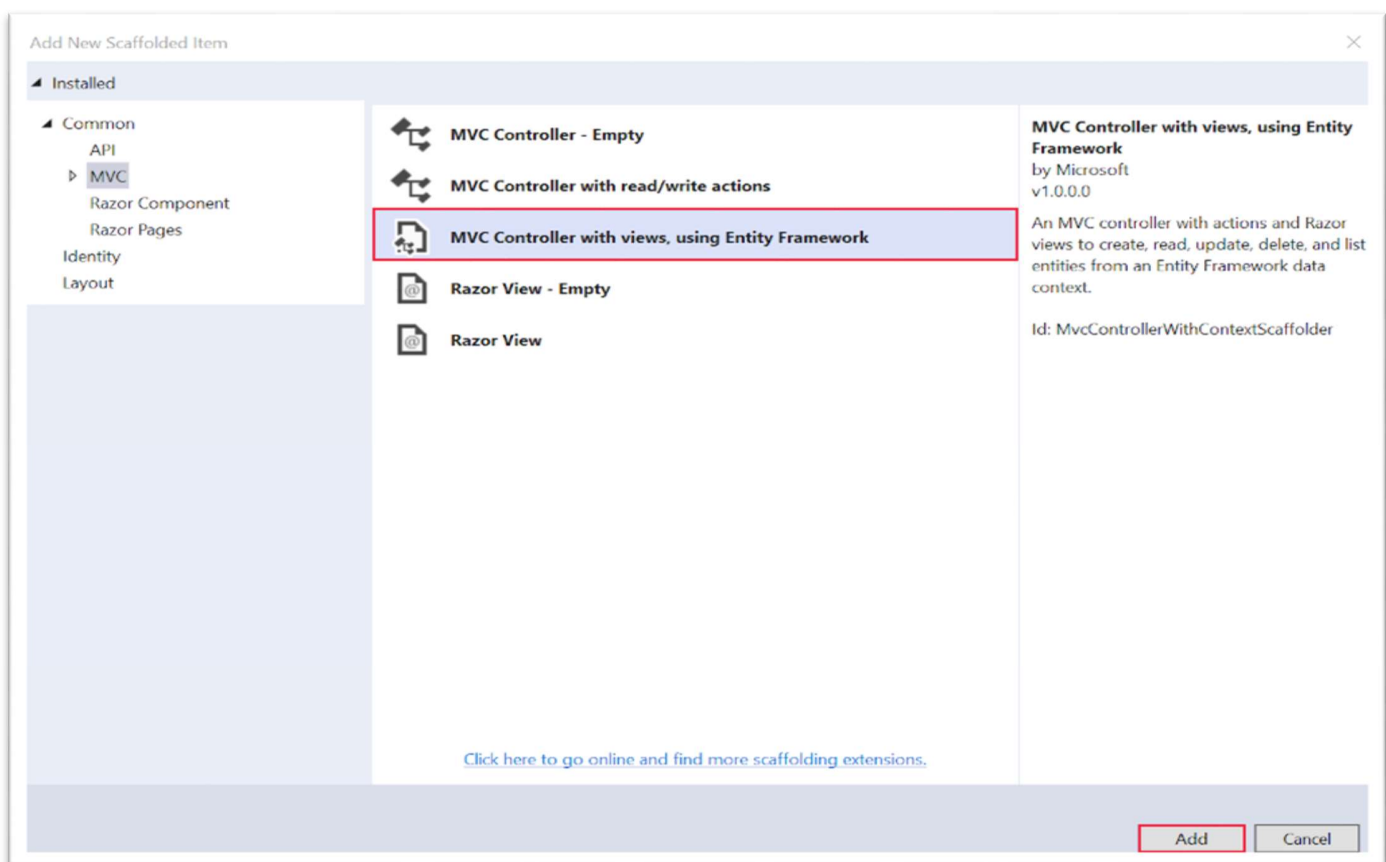 Add New Scaffolded Item
Installed
Common
API
MVC
Razor Component
Razor Pages
Identity
Layout
MVC Controller - Empty
MVC Controller with read/write actions
MVC Controller with views, using Entity Framework
Razor View - Empty
Razor View
Click here to go online and find more scaffolding extensions.
MVC Controller with views, using Entity
Framework
by Microsoft
v1.0.0.0
An MVC controller with actions and Razor
views to create, read, update, delete, and list
entities from an Entity Framework data
context.
Id: MvcControllerWithContextScaffolder
Add
Cancel